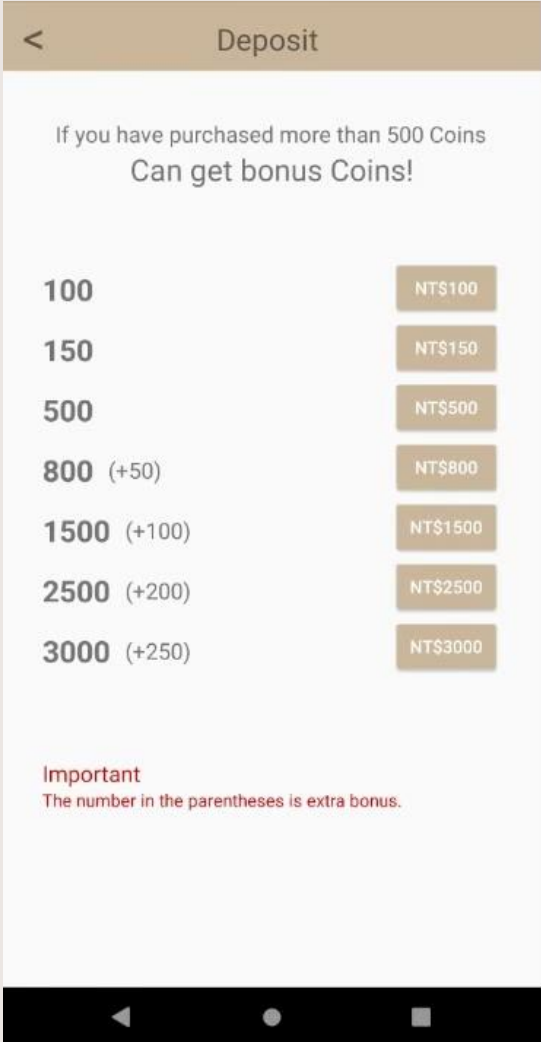 <
Deposit
If you have purchased more than 500 Coins
Can get bonus Coins!
100 NT$100
150 NT$150
500 NT$500
800 (+50) NT$800
1500 (+100) NT$1500
2500 (+200) NT$2500
3000 (+250) NT$3000
Important
The number in the parentheses is extra bonus.